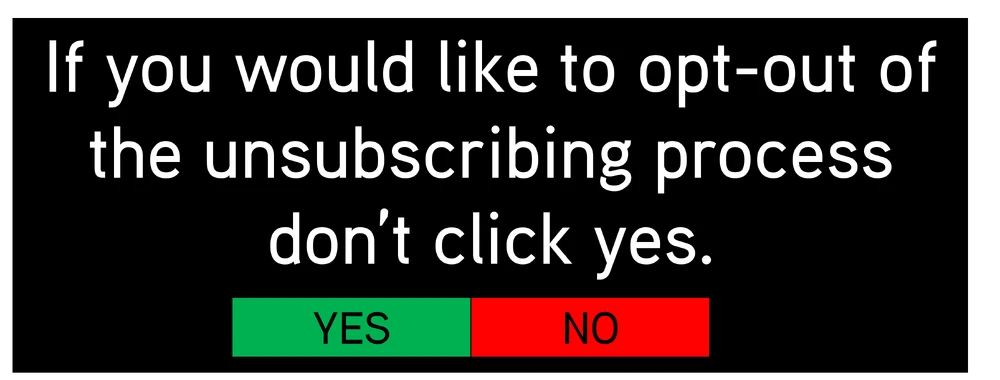 If you would like to opt-out of
the unsubscribing process
don't click yes.
YES NO